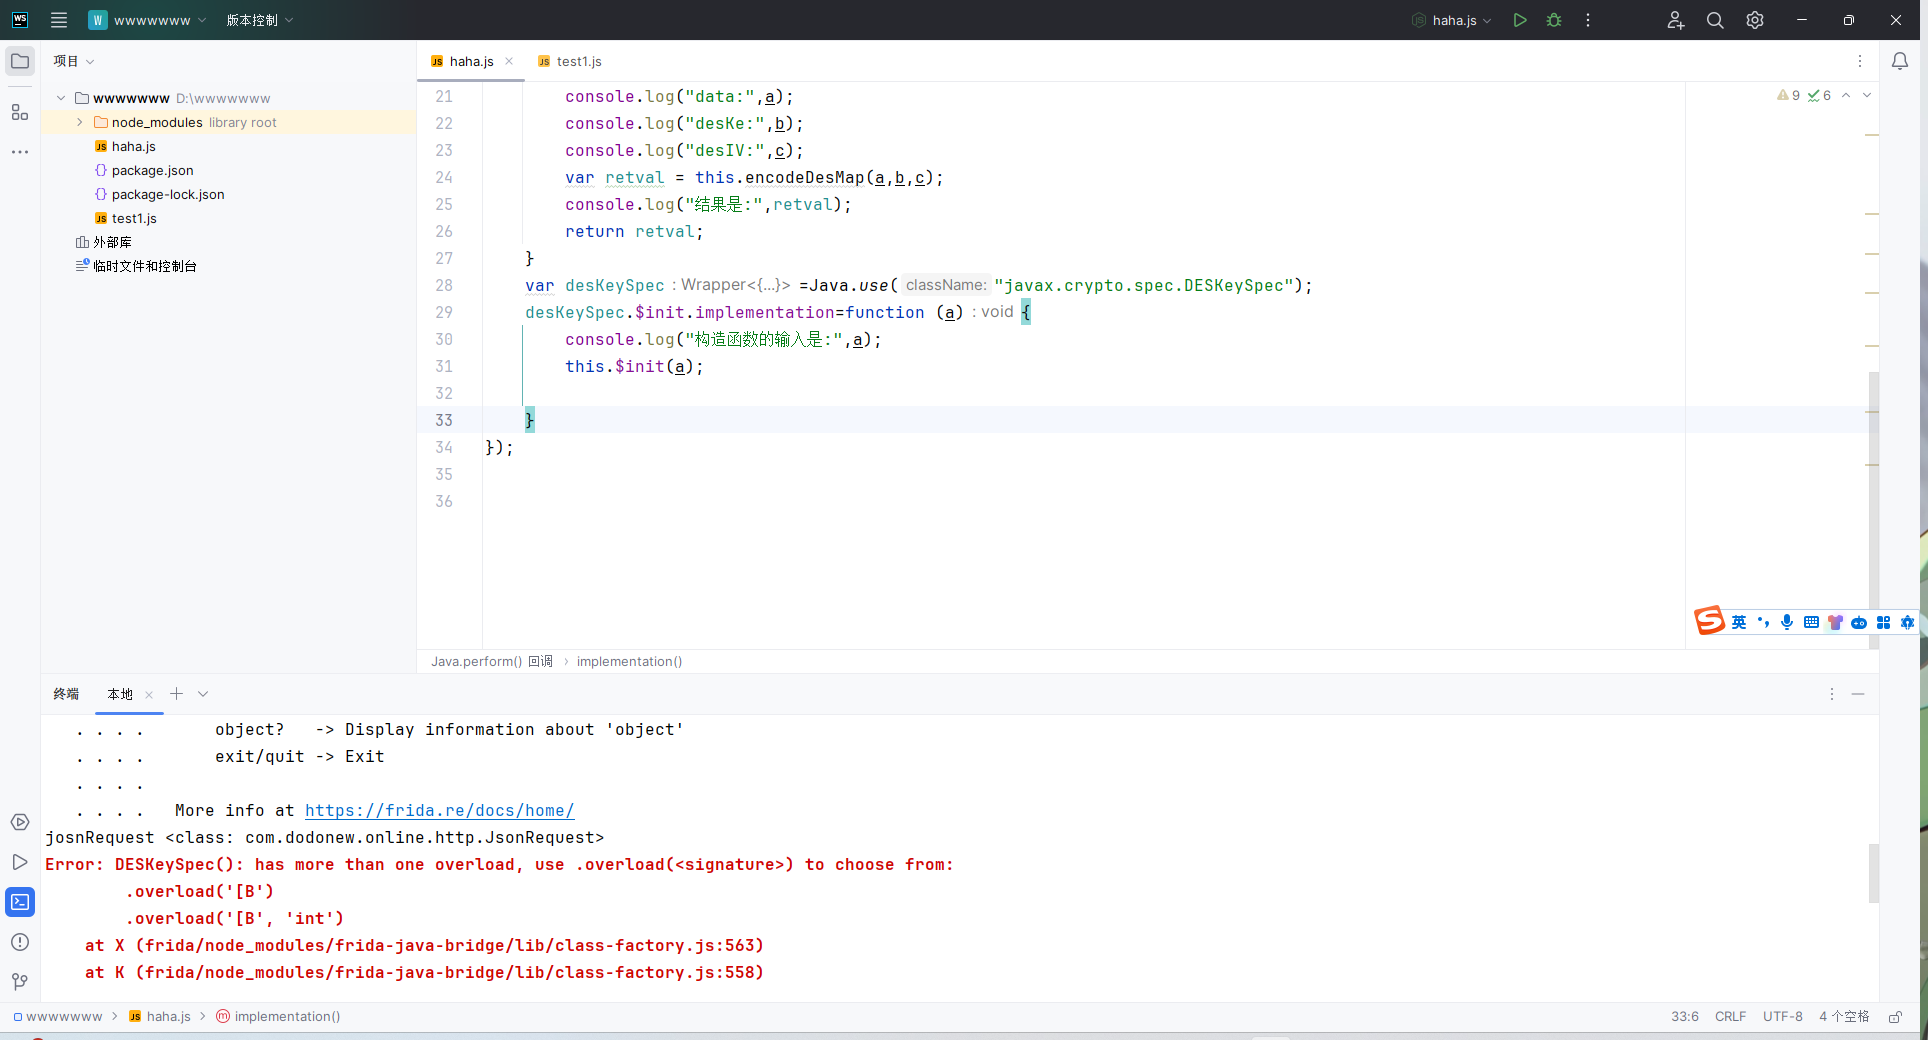 WS
W wwwwwww 版本控制 haha.js
项目
haha.js
test1.js
wwwwwww D:\wwwwwww
node_modules library root
haha.js
package.json
package-lock.json
test1.js
外部库
临时文件和控制台
9 6
21 console.log("data:",a);
22 console.log("desKe:",b);
23 console.log("desIV:",c);
24 var retval = this.encodeDesMap(a,b,c);
25 console.log("结果是:",retval);
26 return retval;
27 }
28 var desKeySpec : Wrapper<{...}> =Java.use( className: "javax.crypto.spec.DESKeySpec");
29 desKeySpec.$init.implementation=function (a) : void {
30 console.log("构造函数的输入是:",a);
31 this.$init(a);
32
33 }
34 });
35
36
英
Java.perform() 回调 › implementation()
终端 本地
. . . . object? -> Display information about 'object'
. . . . exit/quit -> Exit
. . . .
. . . . More info at https://frida.re/docs/home/
josnRequest <class: com.dodonew.online.http.JsonRequest>
Error: DESKeySpec(): has more than one overload, use .overload(<signature>) to choose from:
.overload('[B')
.overload('[B', 'int')
at X (frida/node_modules/frida-java-bridge/lib/class-factory.js:563)
at K (frida/node_modules/frida-java-bridge/lib/class-factory.js:558)
wwwwwww › JS haha.js › m implementation()
33:6 CRLF UTF-8 4 个空格